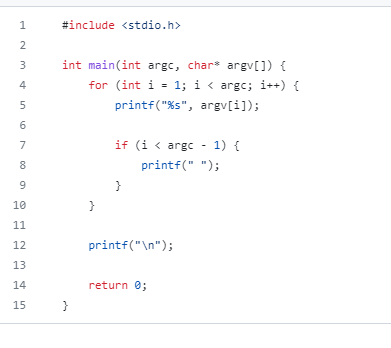 1 #include <stdio.h>
2
3 int main(int argc, char* argv[]) {
4     for (int i = 1; i < argc; i++) {
5         printf("%s", argv[i]);
6
7         if (i < argc - 1) {
8             printf(" ");
9         }
10     }
11
12     printf("\n");
13
14     return 0;
15 }